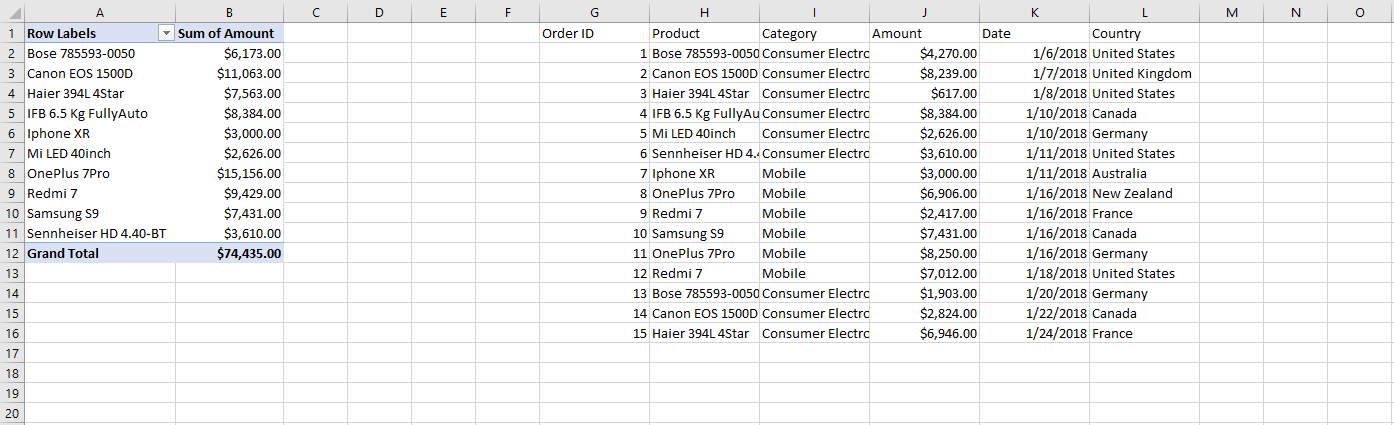 A B C D E F G H I J K L M N O
1 Row Labels Sum of Amount Order ID Product Category Amount Date Country
2 Bose 785593-0050 $6,173.00 1 Bose 785593-0050 Consumer Electro $4,270.00 1/6/2018 United States
3 Canon EOS 1500D $11,063.00 2 Canon EOS 1500D Consumer Electro $8,239.00 1/7/2018 United Kingdom
4 Haier 394L 4Star $7,563.00 3 Haier 394L 4Star Consumer Electro $617.00 1/8/2018 United States
5 IFB 6.5 Kg FullyAuto $8,384.00 4 IFB 6.5 Kg FullyAu Consumer Electro $8,384.00 1/10/2018 Canada
6 Iphone XR $3,000.00 5 Mi LED 40inch Consumer Electro $2,626.00 1/10/2018 Germany
7 Mi LED 40inch $2,626.00 6 Sennheiser HD 4.4 Consumer Electro $3,610.00 1/11/2018 United States
8 OnePlus 7Pro $15,156.00 7 Iphone XR Mobile $3,000.00 1/11/2018 Australia
9 Redmi 7 $9,429.00 8 OnePlus 7Pro Mobile $6,906.00 1/16/2018 New Zealand
10 Samsung S9 $7,431.00 9 Redmi 7 Mobile $2,417.00 1/16/2018 France
11 Sennheiser HD 4.40-BT $3,610.00 10 Samsung S9 Mobile $7,431.00 1/16/2018 Canada
12 Grand Total $74,435.00 11 OnePlus 7Pro Mobile $8,250.00 1/16/2018 Germany
13 12 Redmi 7 Mobile $7,012.00 1/18/2018 United States
14 13 Bose 785593-0050 Consumer Electro $1,903.00 1/20/2018 Germany
15 14 Canon EOS 1500D Consumer Electro $2,824.00 1/22/2018 Canada
16 15 Haier 394L 4Star Consumer Electro $6,946.00 1/24/2018 France
17
18
19
20